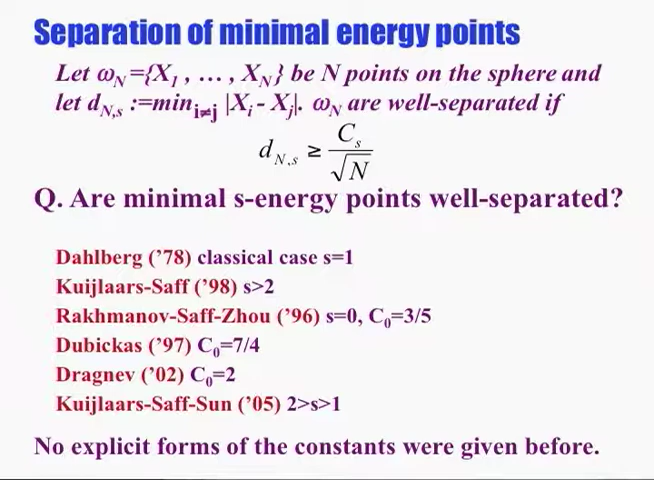 Separation of minimal energy points
Let ω_N={X_1 , … , X_N} be N points on the sphere and
let d_{N,s} :=min_{i≠j} |X_i - X_j|. ω_N are well-separated if
d_{N,s} ≥ C_s / √N
Q. Are minimal s-energy points well-separated?
Dahlberg (’78) classical case s=1
Kuijlaars-Saff (’98) s>2
Rakhmanov-Saff-Zhou (’96) s=0, C_0=3/5
Dubickas (’97) C_0=7/4
Dragnev (’02) C_0=2
Kuijlaars-Saff-Sun (’05) 2>s>1
No explicit forms of the constants were given before.